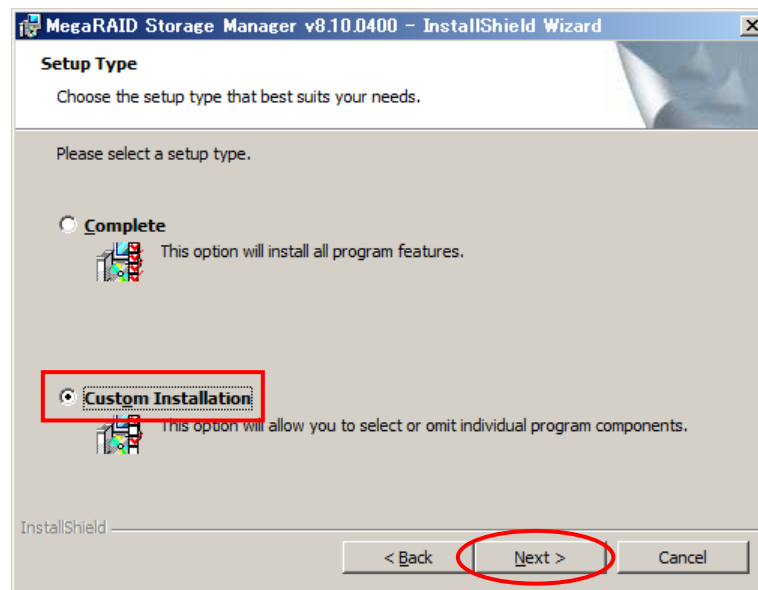 MegaRAID Storage Manager v8.10.0400 - InstallShield Wizard
Setup Type
Choose the setup type that best suits your needs.
Please select a setup type.
Complete
This option will install all program features.
Custom Installation
This option will allow you to select or omit individual program components.
InstallShield
< Back Next > Cancel